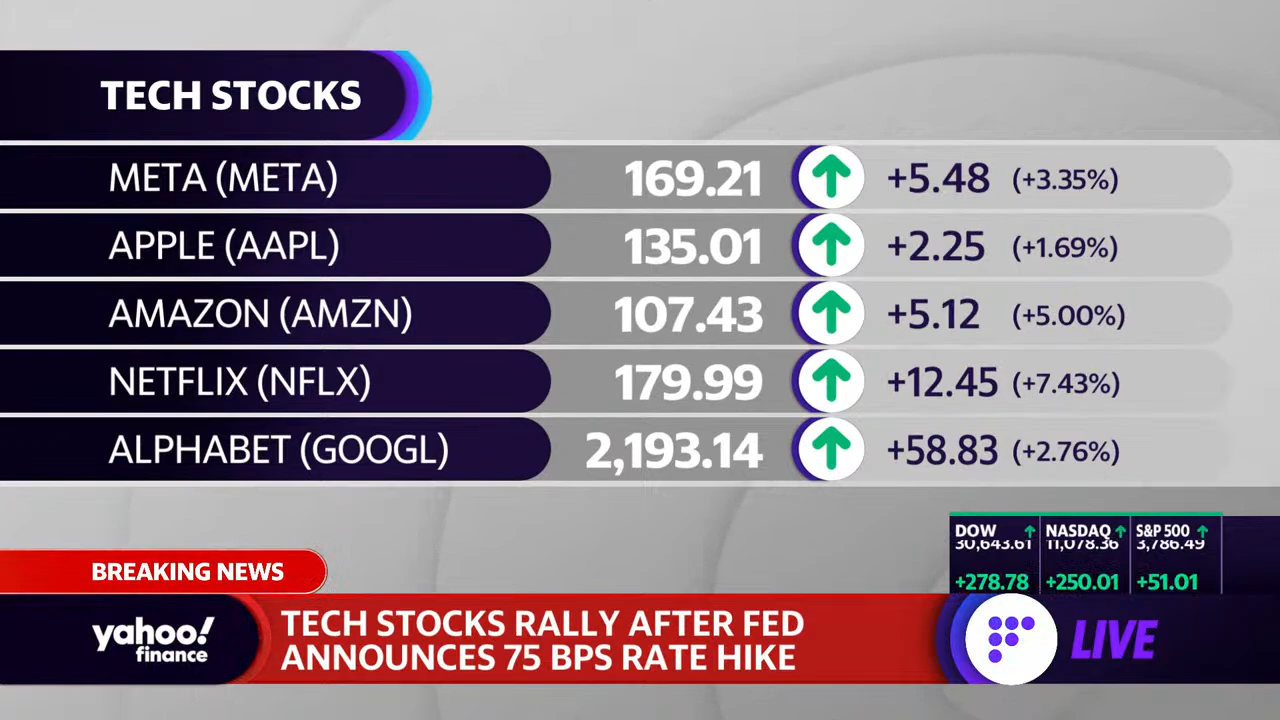 TECH STOCKS
META (META) 169.21 +5.48 (+3.35%)
APPLE (AAPL) 135.01 +2.25 (+1.69%)
AMAZON (AMZN) 107.43 +5.12 (+5.00%)
NETFLIX (NFLX) 179.99 +12.45 (+7.43%)
ALPHABET (GOOGL) 2,193.14 +58.83 (+2.76%)
DOW NASDAQ S&P 500
30,643.61 11,078.36 3,786.49
+278.78 +250.01 +51.01
BREAKING NEWS
yahoo!
finance
TECH STOCKS RALLY AFTER FED
ANNOUNCES 75 BPS RATE HIKE
LIVE